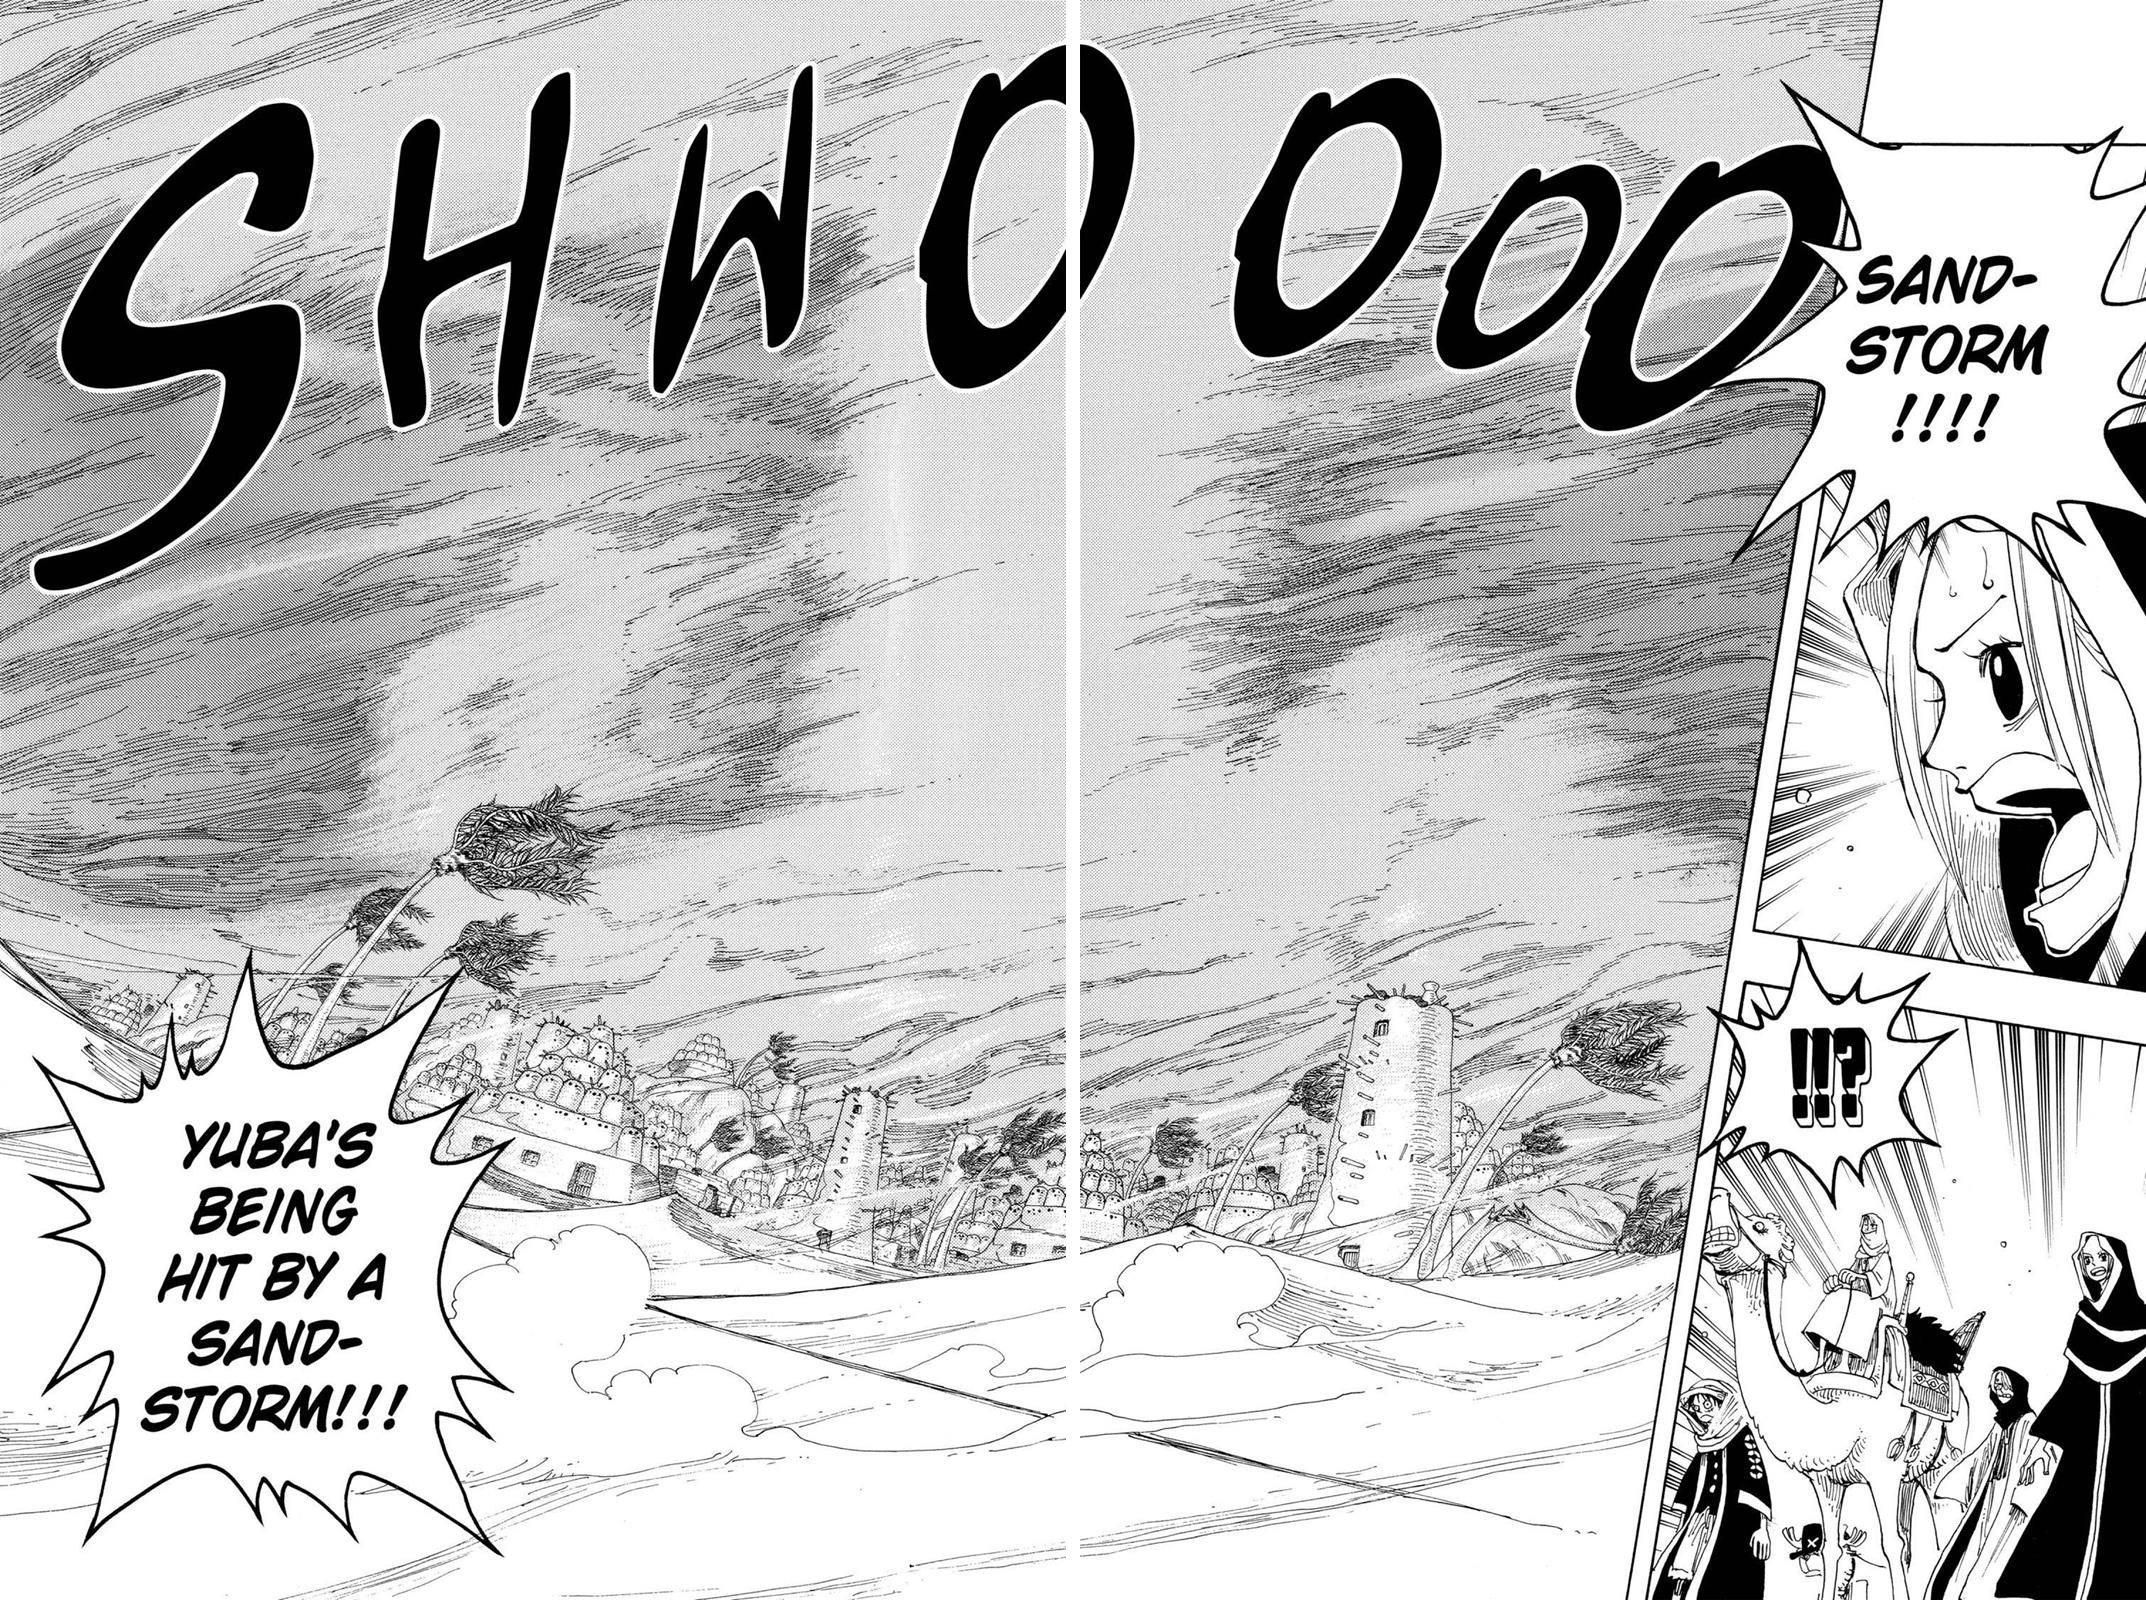 SAND-
STORM
!!!!
!!?
SHWOOOO
YUBA'S
BEING
HIT BY A
SAND-
STORM!!!